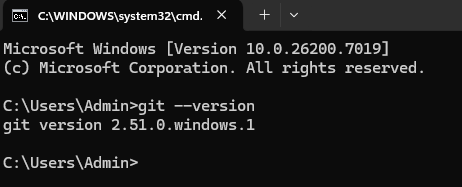 C:\WINDOWS\system32\cmd.
Microsoft Windows [Version 10.0.26200.7019]
(c) Microsoft Corporation. All rights reserved.
C:\Users\Admin>git --version
git version 2.51.0.windows.1
C:\Users\Admin>